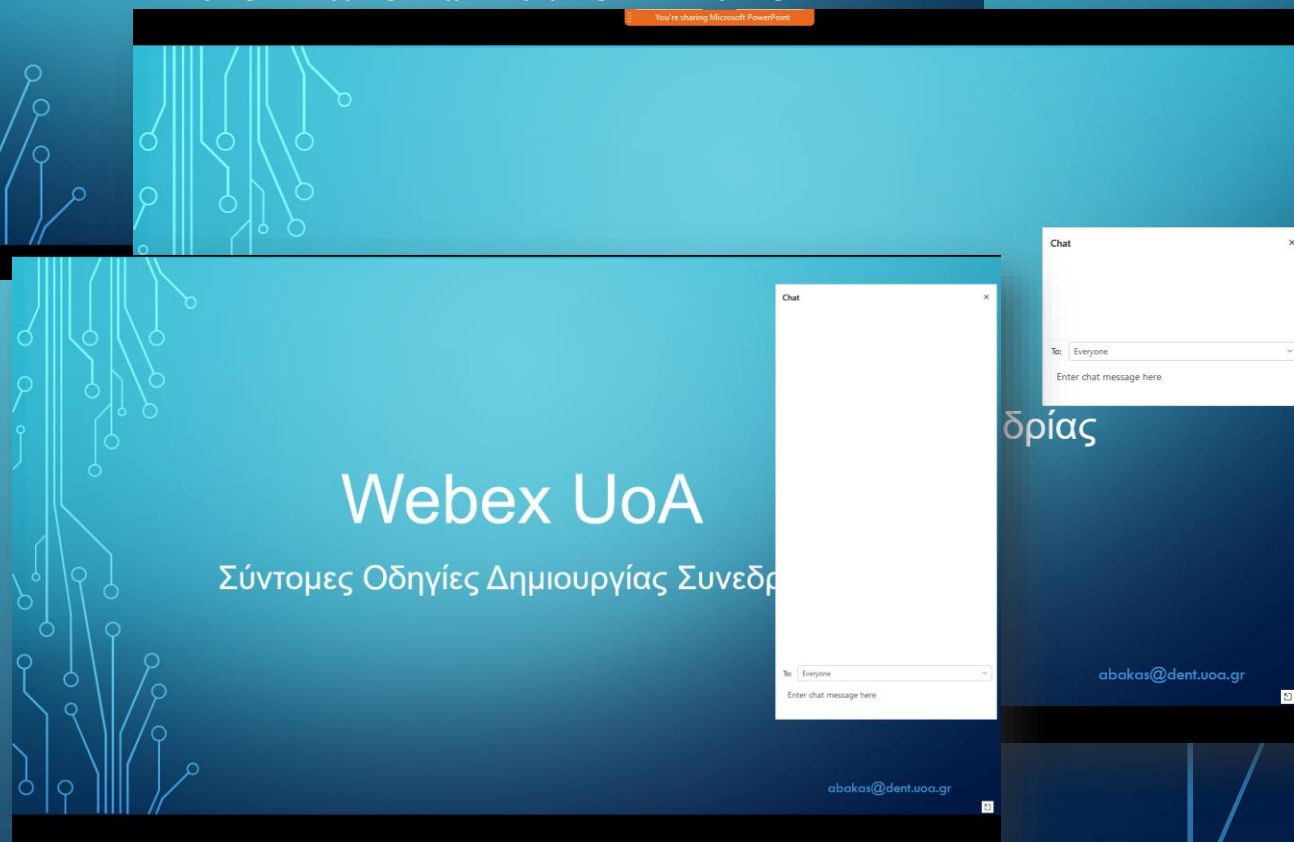 You're sharing Microsoft PowerPoint
Chat
To: Everyone
Enter chat message here
δρίας
abakas@dent.uoa.gr
Chat
Webex UoA
Σύντομες Οδηγίες Δημιουργίας Συνεδρ
To: Everyone
Enter chat message here
abakas@dent.uoa.gr